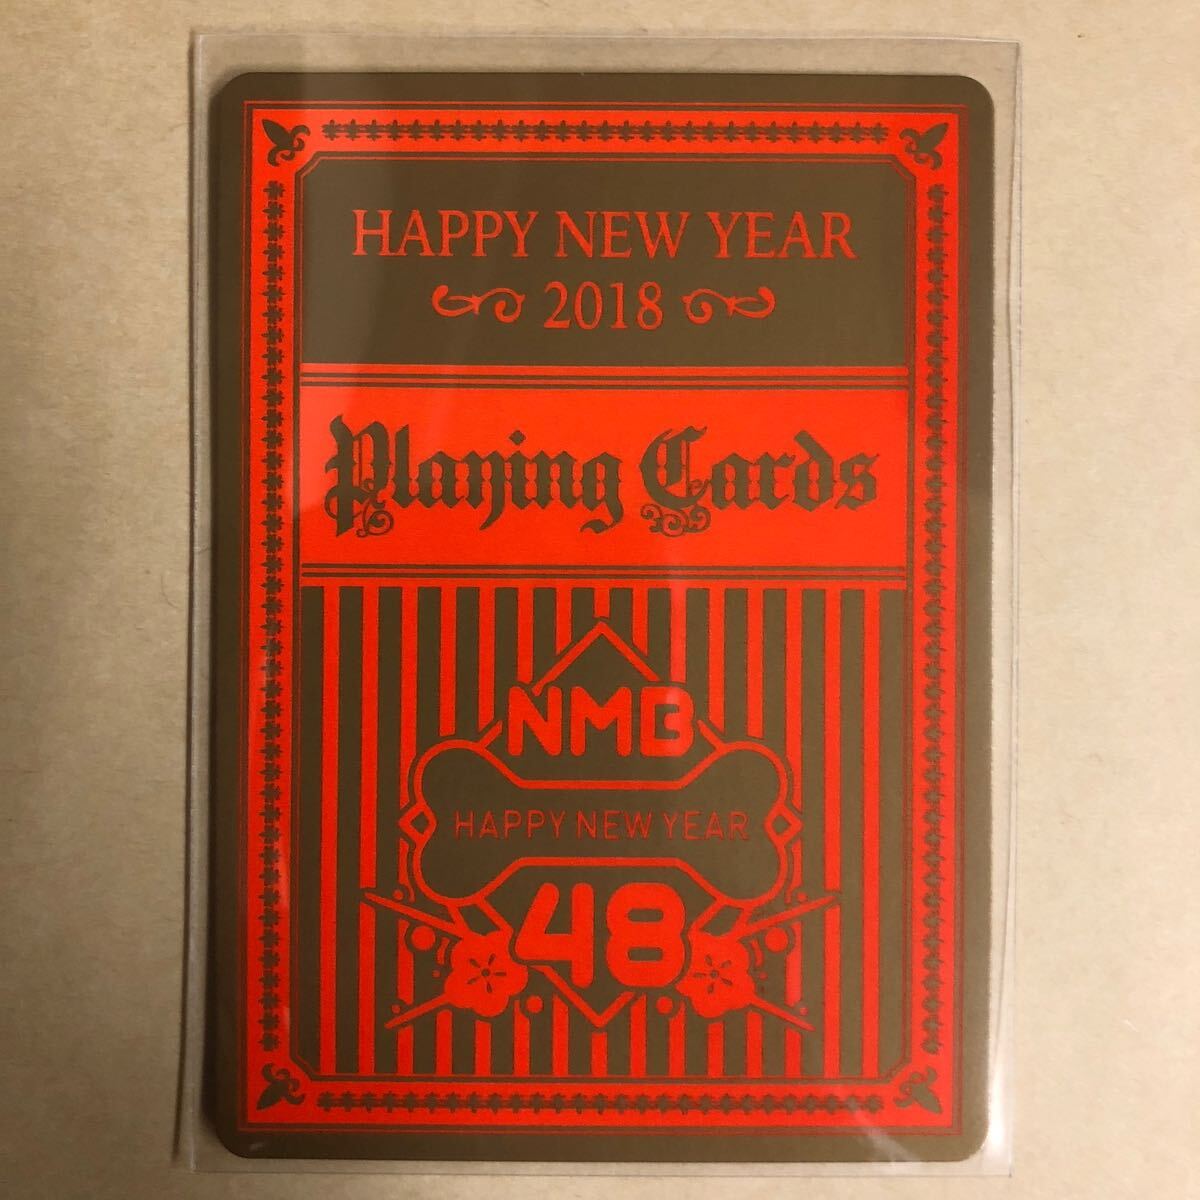 HAPPY NEW YEAR
2018
Playing Cards
NMB
HAPPY NEW YEAR
48